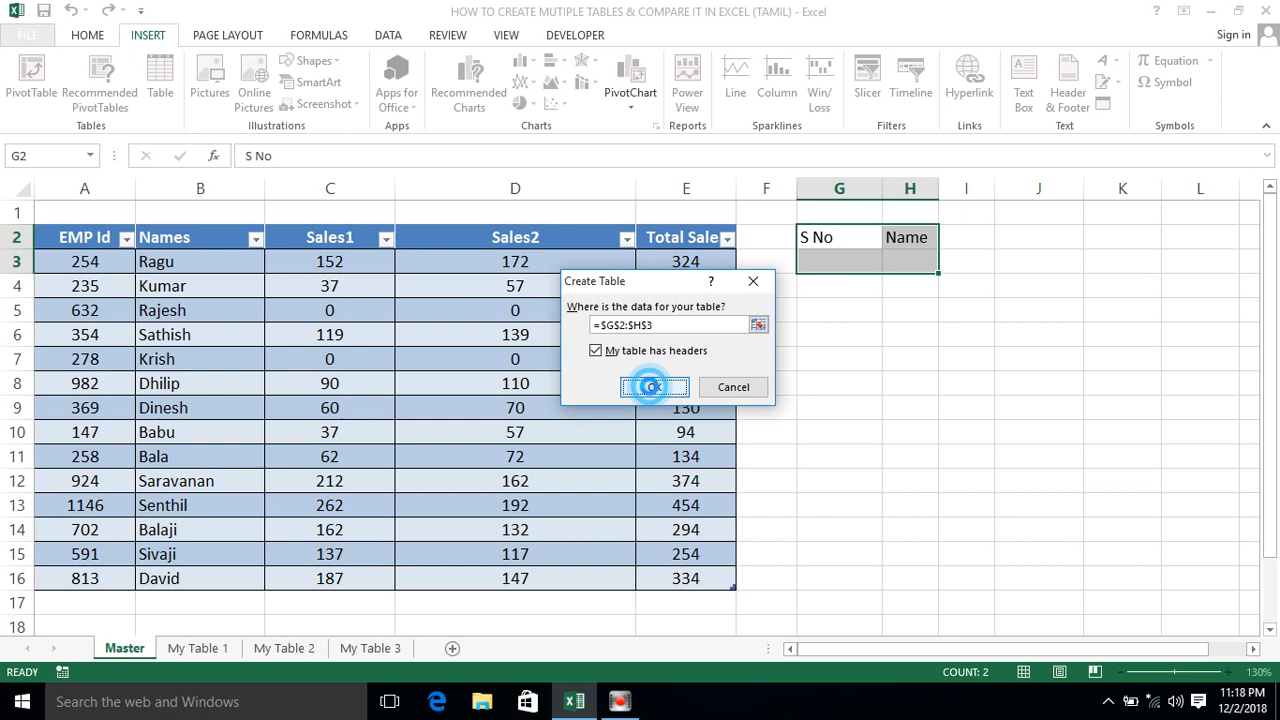 HOW TO CREATE MUTIPLE TABLES & COMPARE IT IN EXCEL (TAMIL) - Excel
FILE HOME INSERT PAGE LAYOUT FORMULAS DATA REVIEW VIEW DEVELOPER Sign in
PivotTable Recommended PivotTables Table Pictures Online Pictures Shapes SmartArt Screenshot Apps for Office Recommended Charts PivotChart Power View Line Column Win/Loss Slicer Timeline Hyperlink Text Box Header & Footer Equation Symbol
Tables Illustrations Apps Charts Reports Sparklines Filters Links Text Symbols
G2 fx S No
A B C D E F G H I J K L
1
2 EMP Id Names Sales1 Sales2 Total Sale S No Name
3 254 Ragu 152 172 324
4 235 Kumar 37 57
5 632 Rajesh 0 0
6 354 Sathish 119 139
7 278 Krish 0 0
8 982 Dhilip 90 110
9 369 Dinesh 60 70 130
10 147 Babu 37 57 94
11 258 Bala 62 72 134
12 924 Saravanan 212 162 374
13 1146 Senthil 262 192 454
14 702 Balaji 162 132 294
15 591 Sivaji 137 117 254
16 813 David 187 147 334
17
18
Create Table ?
Where is the data for your table?
=$G$2:$H$3
My table has headers
OK Cancel
Master My Table 1 My Table 2 My Table 3
READY COUNT: 2 130%
Search the web and Windows
11:18 PM
12/2/2018